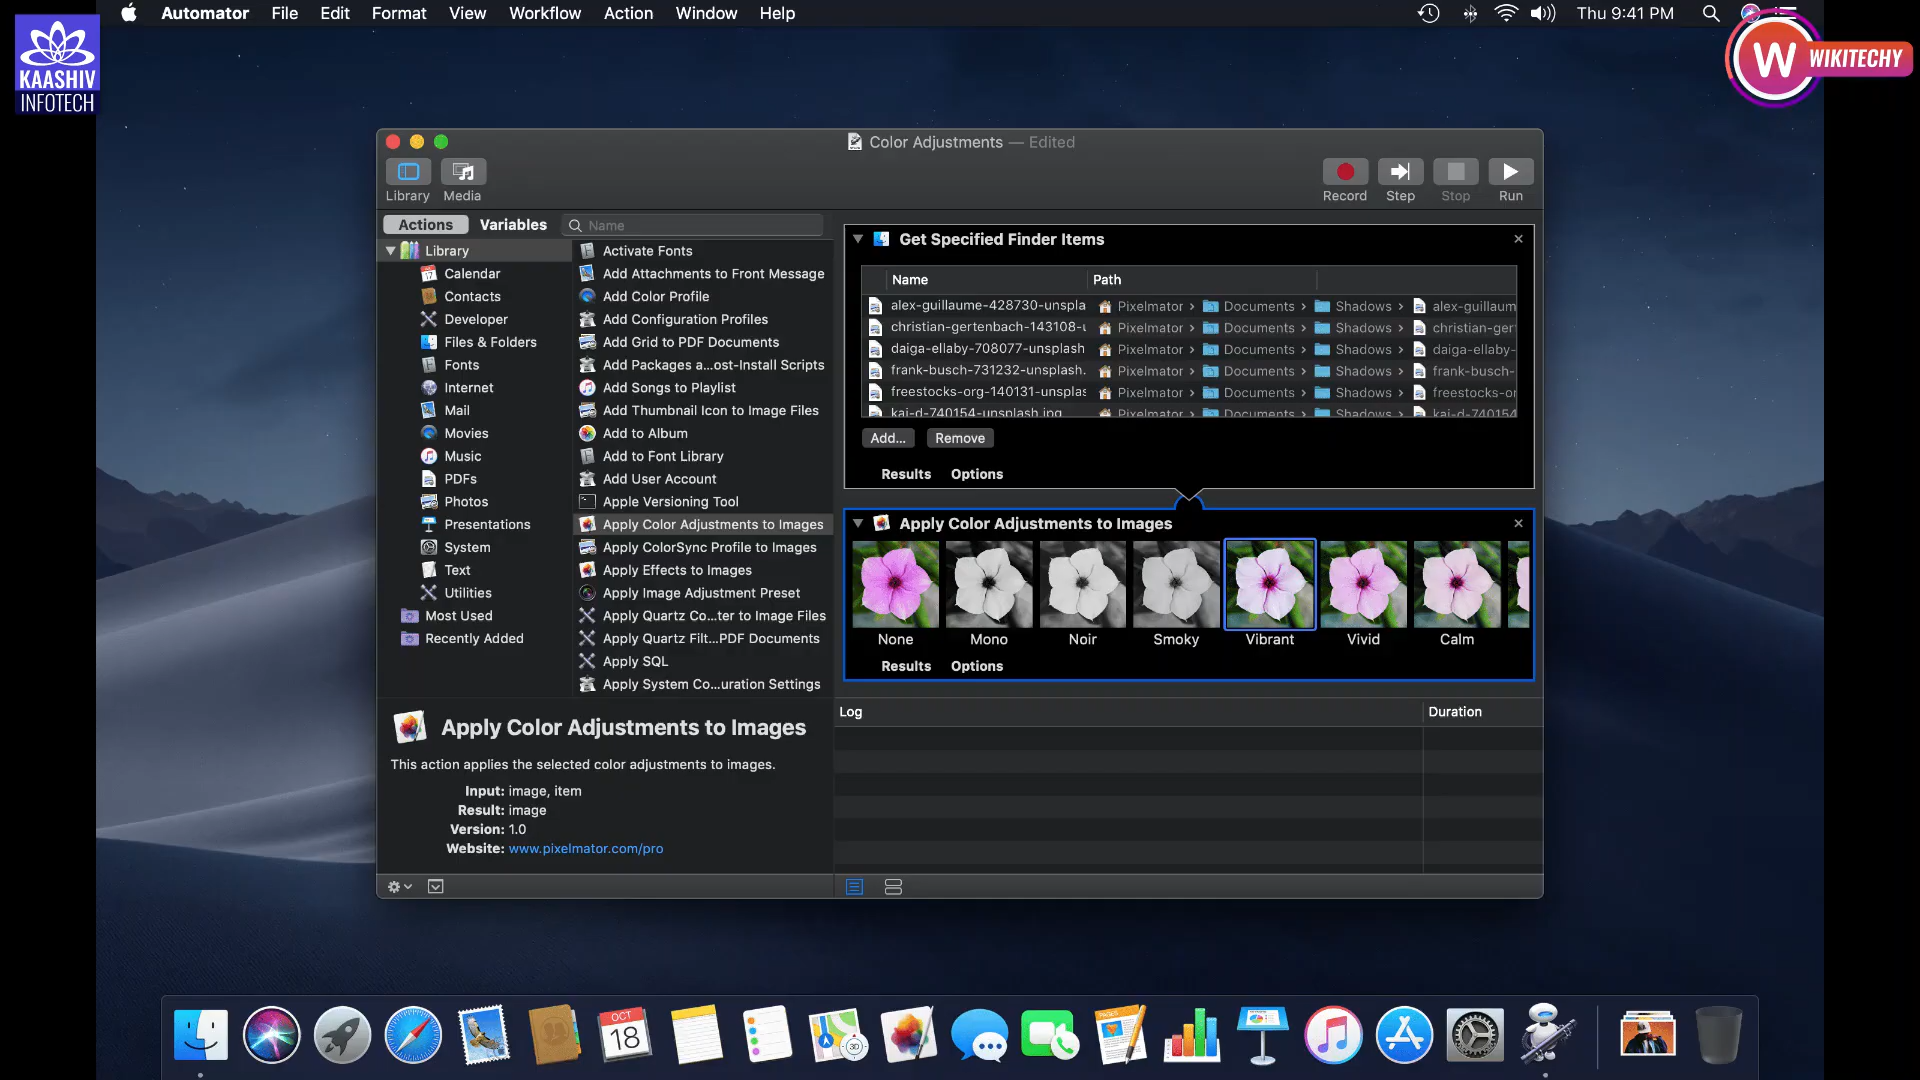 Automator File Edit Format View Workflow Action Window Help
Thu 9:41 PM
KAASHIV
INFOTECH
W WIKITECHY
Color Adjustments — Edited
Library Media
Record Step Stop Run
Actions Variables Name
Library
Calendar
Contacts
Developer
Files & Folders
Fonts
Internet
Mail
Movies
Music
PDFs
Photos
Presentations
System
Text
Utilities
Most Used
Recently Added
Activate Fonts
Add Attachments to Front Message
Add Color Profile
Add Configuration Profiles
Add Grid to PDF Documents
Add Packages a...ost-Install Scripts
Add Songs to Playlist
Add Thumbnail Icon to Image Files
Add to Album
Add to Font Library
Add User Account
Apple Versioning Tool
Apply Color Adjustments to Images
Apply ColorSync Profile to Images
Apply Effects to Images
Apply Image Adjustment Preset
Apply Quartz Co...ter to Image Files
Apply Quartz Filt...PDF Documents
Apply SQL
Apply System Co...uration Settings
Get Specified Finder Items
Name Path
alex-guillaume-428730-unspla Pixelmator › Documents › Shadows › alex-guillaum
christian-gertenbach-143108-u Pixelmator › Documents › Shadows › christian-ger
daiga-ellaby-708077-unsplash Pixelmator › Documents › Shadows › daiga-ellaby-
frank-busch-731232-unsplash. Pixelmator › Documents › Shadows › frank-busch-
freestocks-org-140131-unsplas Pixelmator › Documents › Shadows › freestocks-or
kai-d-740154-unsplash.jpg Pixelmator › Documents › Shadows › kai-d-740154
Add... Remove
Results Options
Apply Color Adjustments to Images
None Mono Noir Smoky Vibrant Vivid Calm
Results Options
Log Duration
Apply Color Adjustments to Images
This action applies the selected color adjustments to images.
Input: image, item
Result: image
Version: 1.0
Website: www.pixelmator.com/pro
OCT
18
3D
PAGES